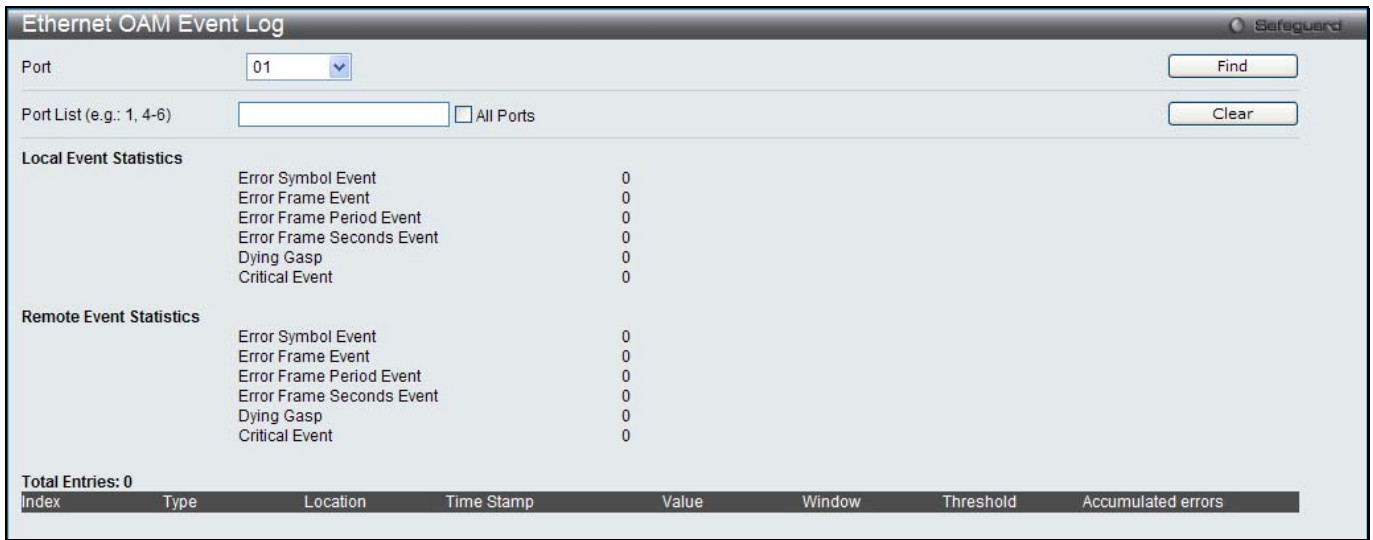 Ethernet OAM Event Log Safeguard
Port 01 Find
Port List (e.g.: 1, 4-6) All Ports Clear
Local Event Statistics
Error Symbol Event 0
Error Frame Event 0
Error Frame Period Event 0
Error Frame Seconds Event 0
Dying Gasp 0
Critical Event 0
Remote Event Statistics
Error Symbol Event 0
Error Frame Event 0
Error Frame Period Event 0
Error Frame Seconds Event 0
Dying Gasp 0
Critical Event 0
Total Entries: 0
Index Type Location Time Stamp Value Window Threshold Accumulated errors